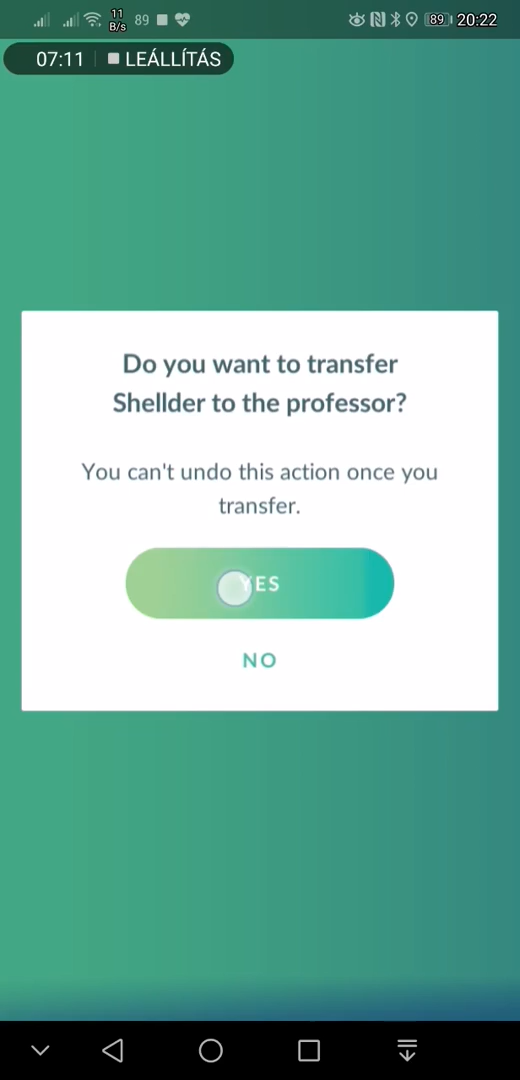 11 B/s 89 89 20:22
07:11 LEÁLLÍTÁS
Do you want to transfer
Shellder to the professor?
You can't undo this action once you
transfer.
YES
NO